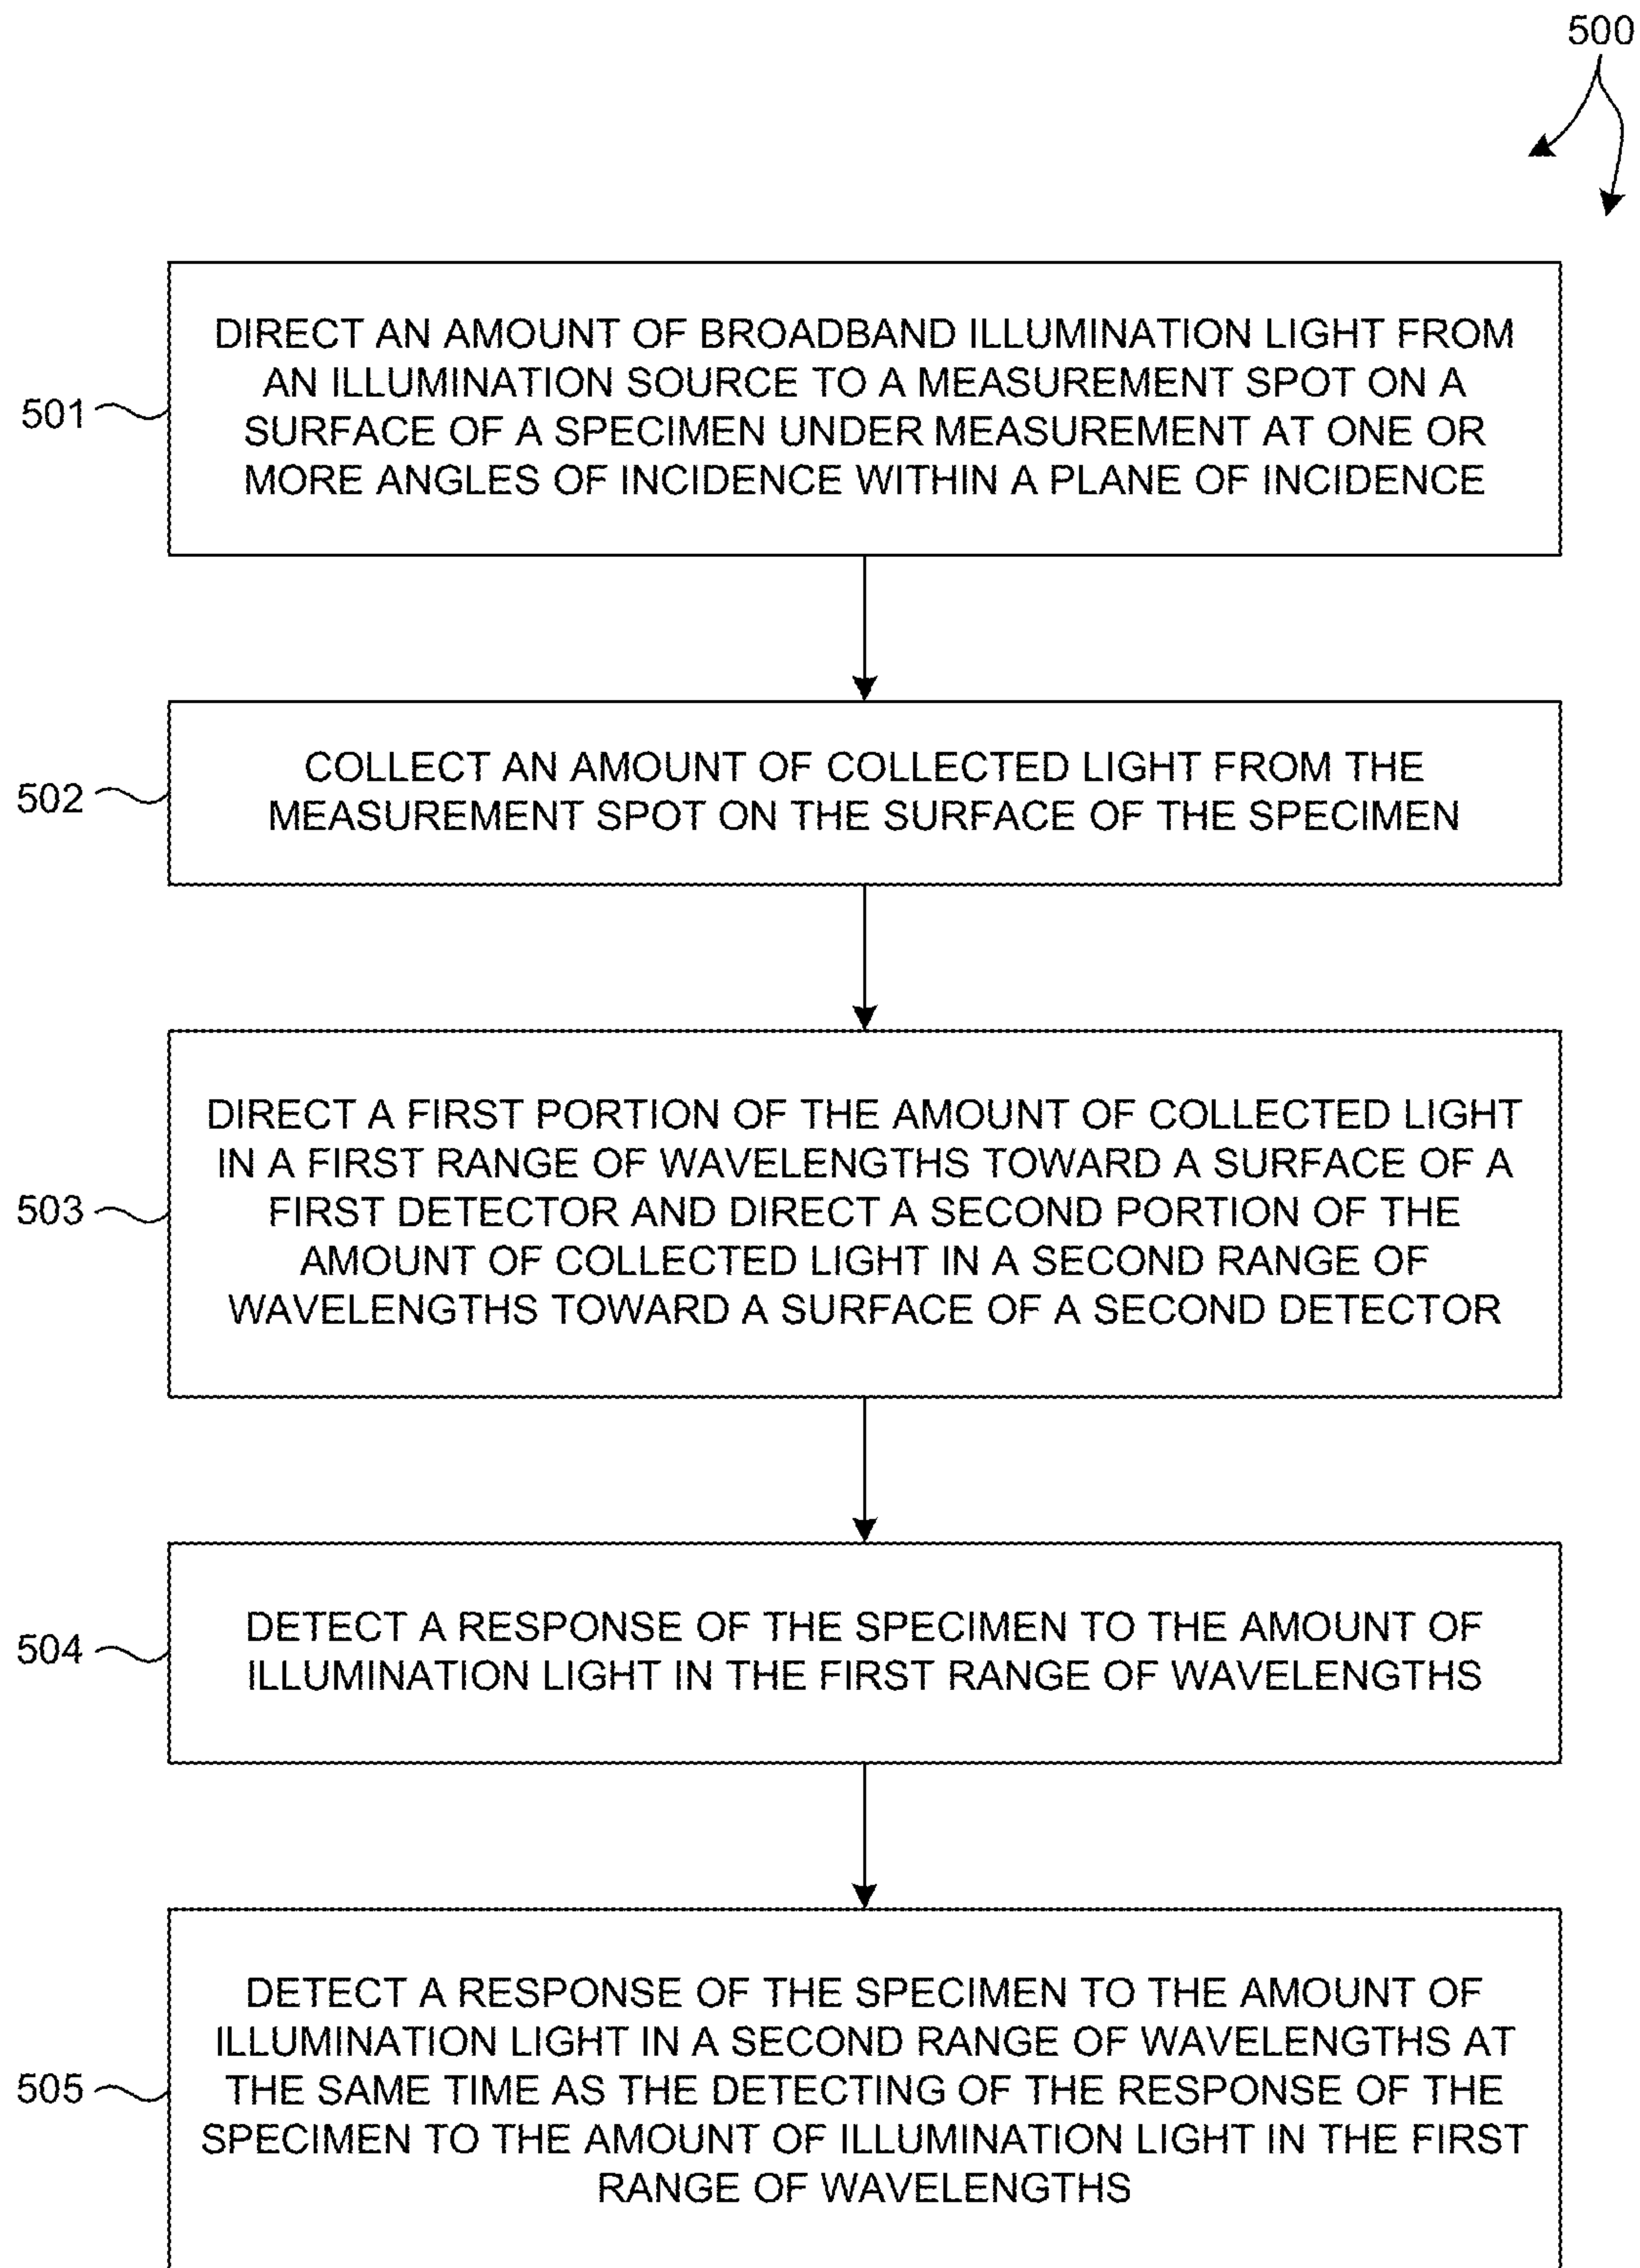 500
DIRECT AN AMOUNT OF BROADBAND ILLUMINATION LIGHT FROM
AN ILLUMINATION SOURCE TO A MEASUREMENT SPOT ON A
SURFACE OF A SPECIMEN UNDER MEASUREMENT AT ONE OR
MORE ANGLES OF INCIDENCE WITHIN A PLANE OF INCIDENCE
501
COLLECT AN AMOUNT OF COLLECTED LIGHT FROM THE
MEASUREMENT SPOT ON THE SURFACE OF THE SPECIMEN
502
DIRECT A FIRST PORTION OF THE AMOUNT OF COLLECTED LIGHT
IN A FIRST RANGE OF WAVELENGTHS TOWARD A SURFACE OF A
FIRST DETECTOR AND DIRECT A SECOND PORTION OF THE
AMOUNT OF COLLECTED LIGHT IN A SECOND RANGE OF
WAVELENGTHS TOWARD A SURFACE OF A SECOND DETECTOR
503
DETECT A RESPONSE OF THE SPECIMEN TO THE AMOUNT OF
ILLUMINATION LIGHT IN THE FIRST RANGE OF WAVELENGTHS
504
DETECT A RESPONSE OF THE SPECIMEN TO THE AMOUNT OF
ILLUMINATION LIGHT IN A SECOND RANGE OF WAVELENGTHS AT
THE SAME TIME AS THE DETECTING OF THE RESPONSE OF THE
SPECIMEN TO THE AMOUNT OF ILLUMINATION LIGHT IN THE FIRST
RANGE OF WAVELENGTHS
505